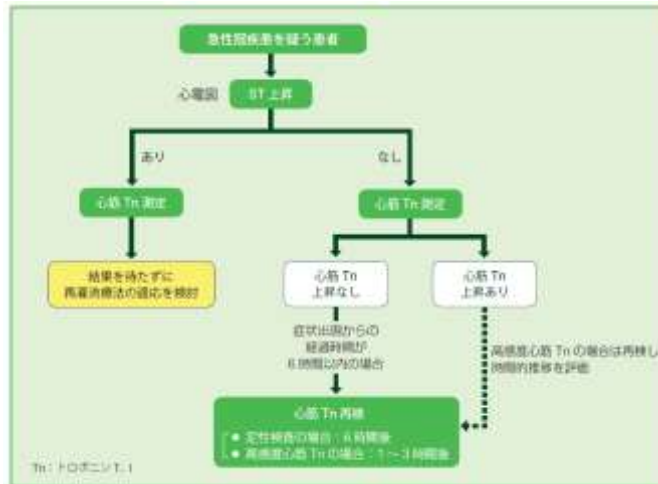 急性冠疾患を疑う患者
心電図
ST 上昇
あり
なし
心筋 Tn 測定
心筋 Tn 測定
結果を待たずに
再灌流療法の適応を検討
心筋 Tn
上昇なし
心筋 Tn
上昇あり
症状出現からの
経過時間が
6 時間以内の場合
高感度心筋 Tn の場合は再検し
時間的推移を評価
心筋 Tn 再検
● 定性検査の場合：6 時間後
● 高感度心筋 Tn の場合：1～3 時間後
Tn：トロポニン T, I